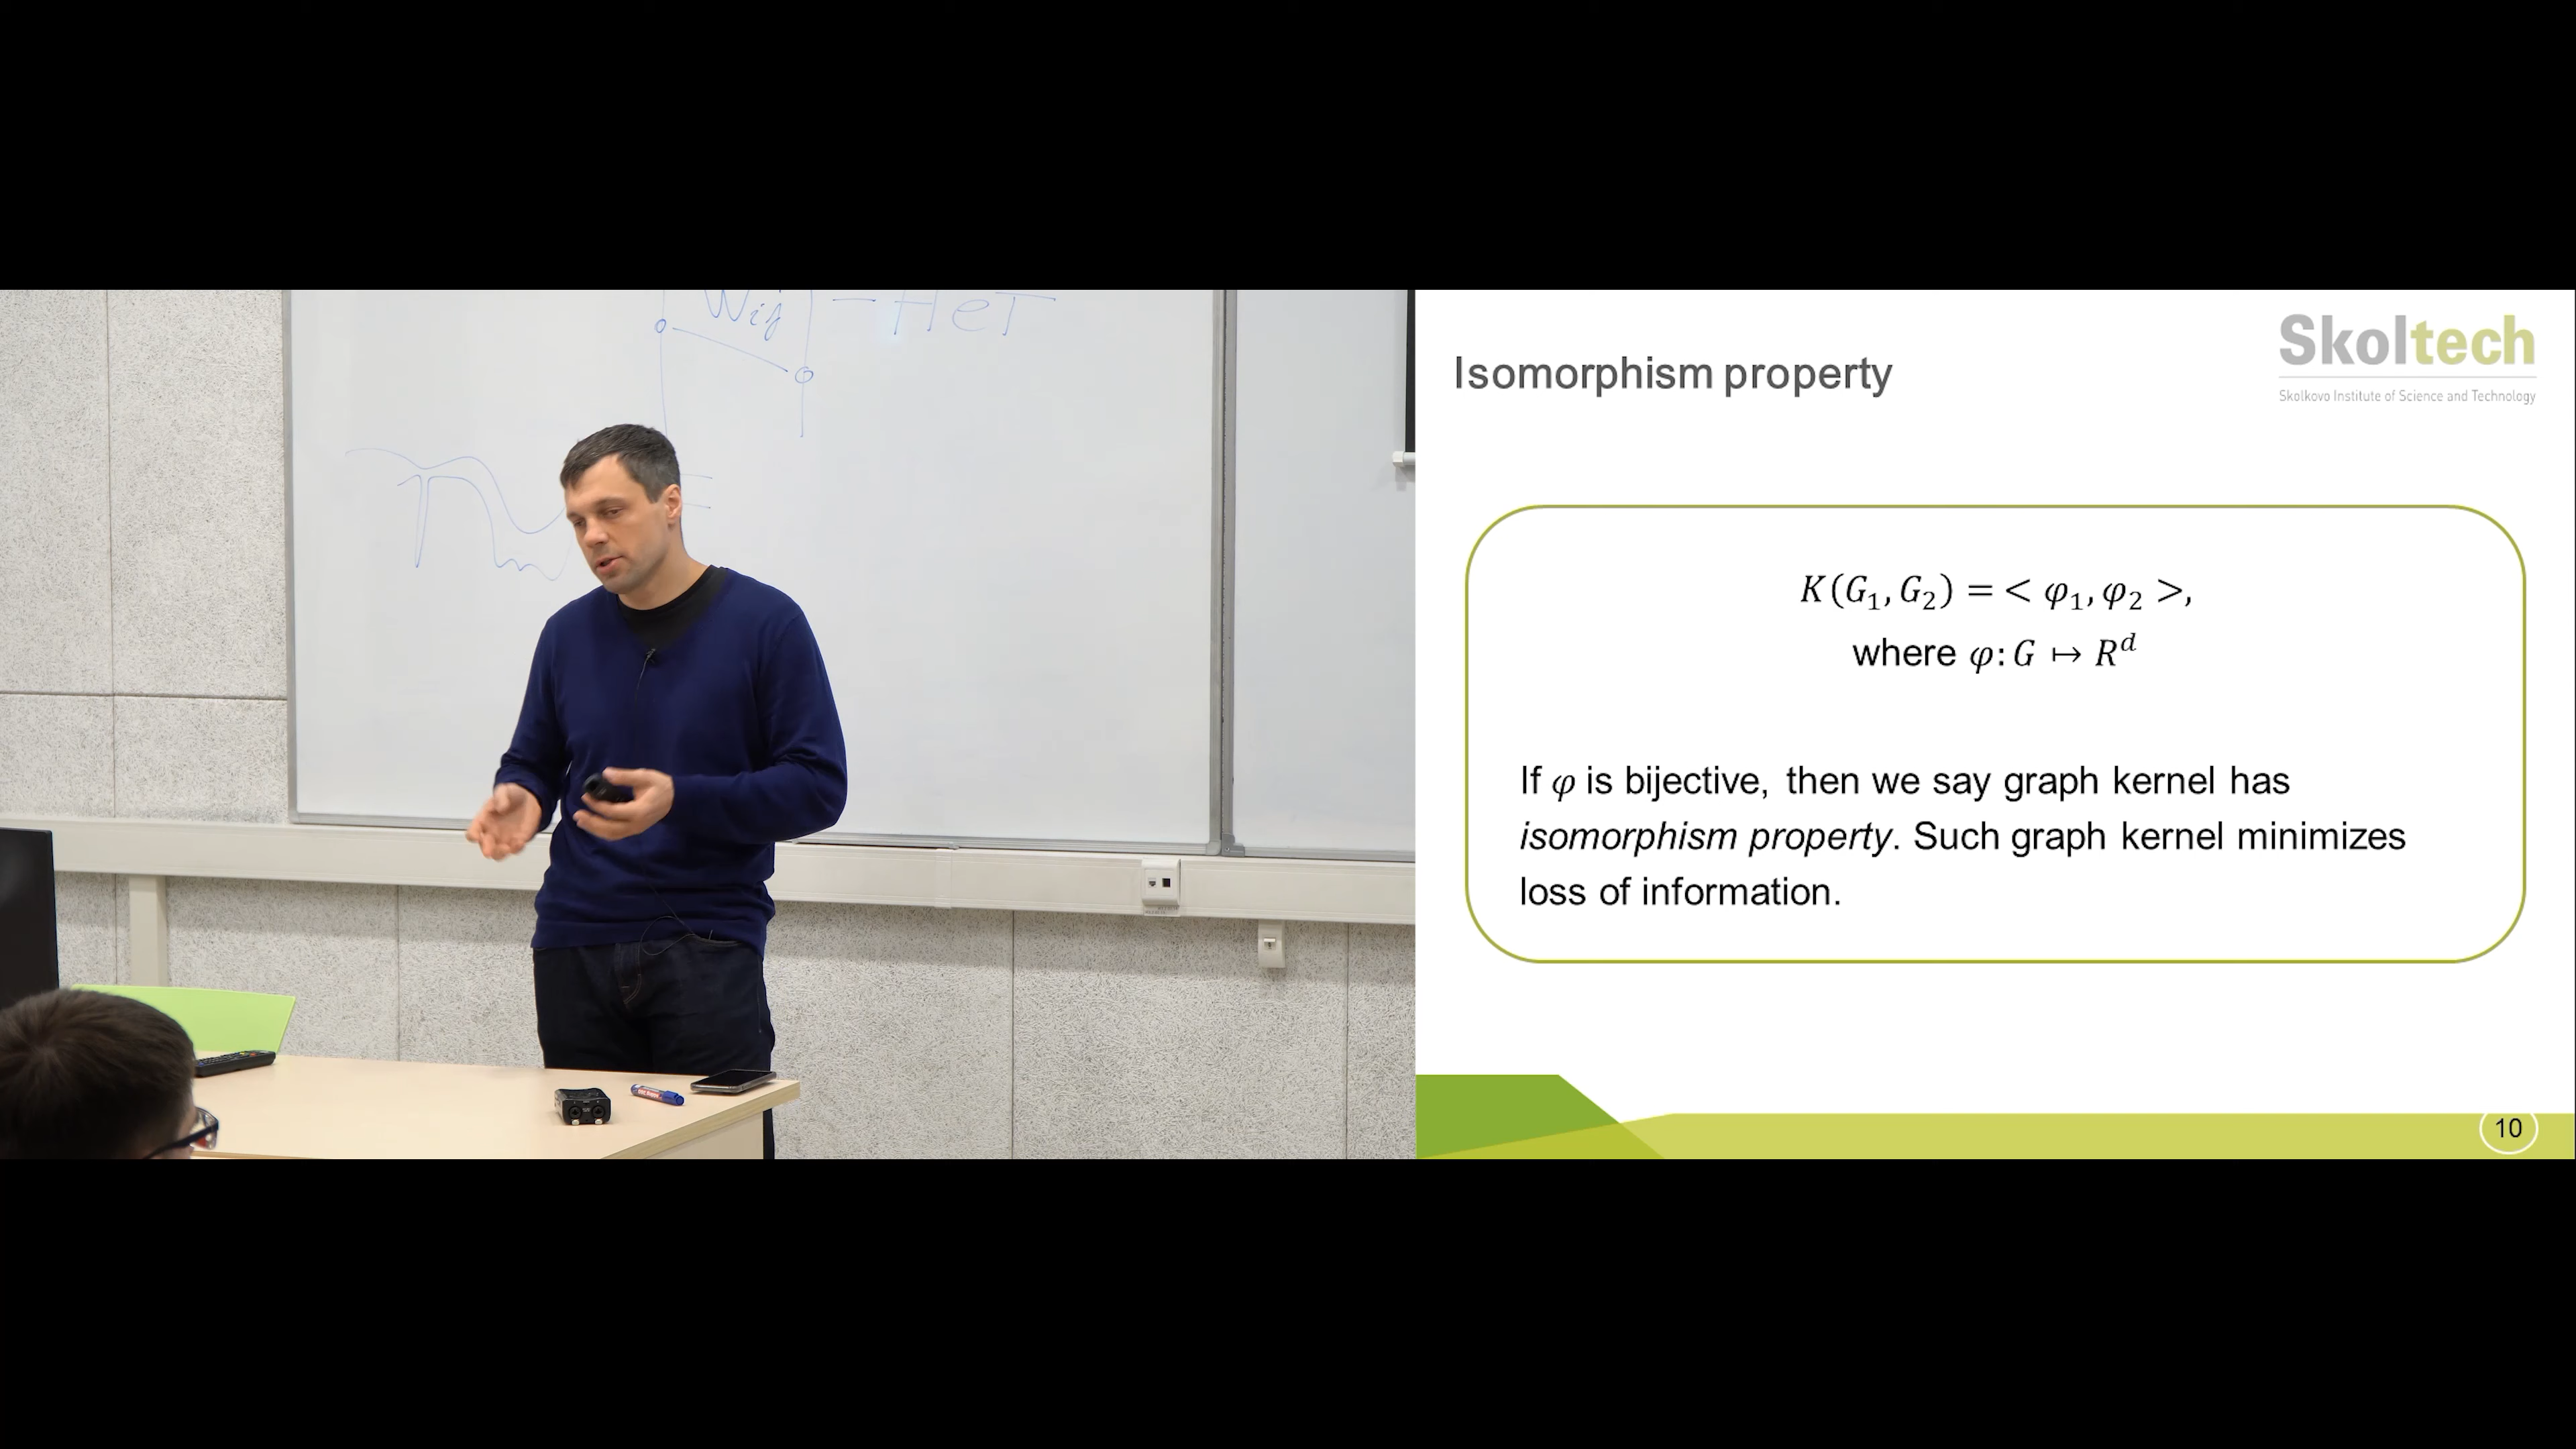 Wij — Нет
Isomorphism property
Skoltech
Skolkovo Institute of Science and Technology
K(G₁, G₂) = < φ₁, φ₂ >,
where φ: G ↦ Rᵈ
If φ is bijective, then we say graph kernel has
isomorphism property. Such graph kernel minimizes
loss of information.
10